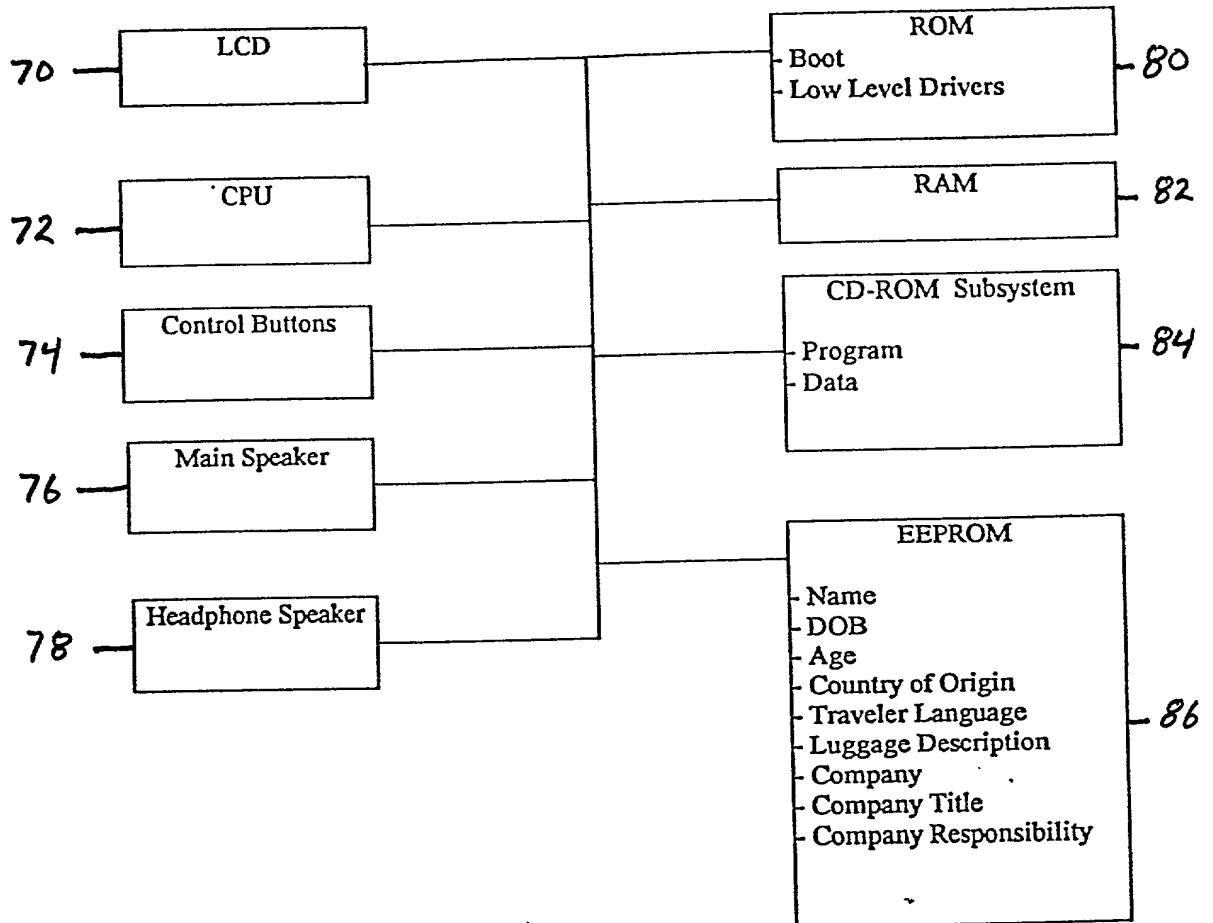 70
LCD
72
CPU
74
Control Buttons
76
Main Speaker
78
Headphone Speaker
ROM
- Boot
- Low Level Drivers
80
RAM
82
CD-ROM Subsystem
- Program
- Data
84
EEPROM
- Name
- DOB
- Age
- Country of Origin
- Traveler Language
- Luggage Description
- Company
- Company Title
- Company Responsibility
86